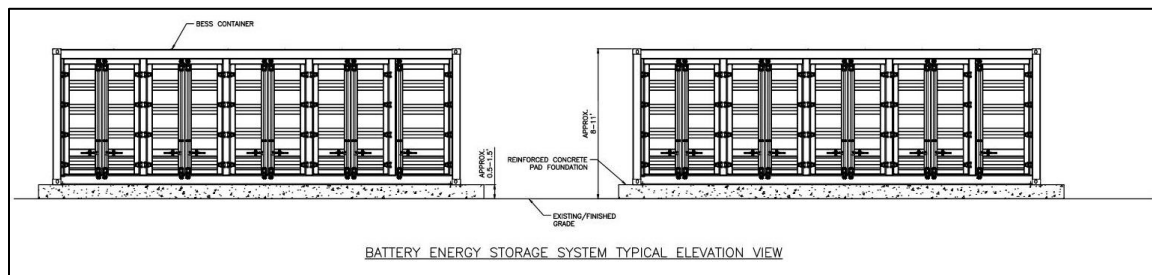 BESS CONTAINER
APPROX.
0.5-1.5'
APPROX.
8-11'
REINFORCED CONCRETE
PAD FOUNDATION
EXISTING/FINISHED
GRADE
BATTERY ENERGY STORAGE SYSTEM TYPICAL ELEVATION VIEW